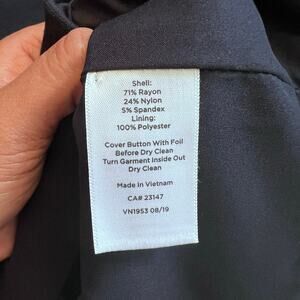 Shell:
71% Rayon
24% Nylon
5% Spandex
Lining:
100% Polyester
Cover Button With Foil
Before Dry Clean
Turn Garment Inside Out
Dry Clean
Made in Vietnam
CA# 23147
VN1953 08/19